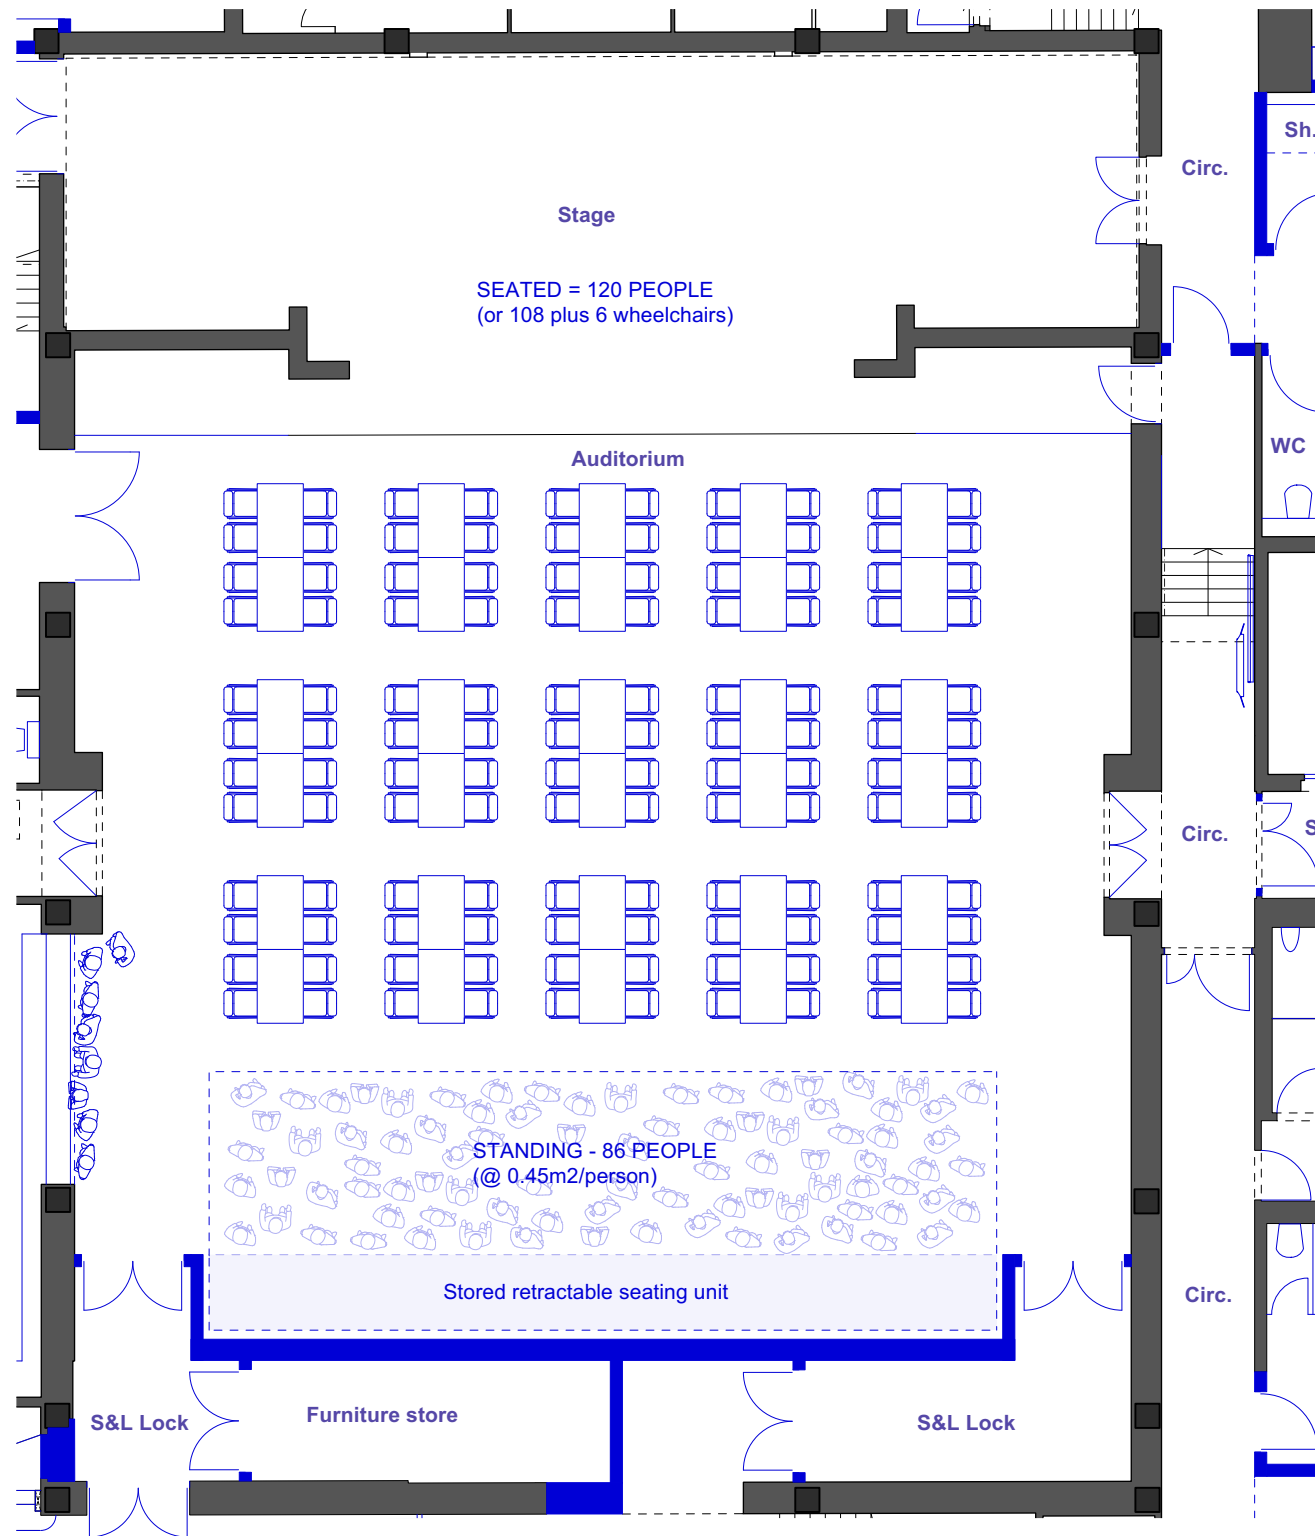 Sh.
Circ.
Stage
SEATED = 120 PEOPLE
(or 108 plus 6 wheelchairs)
Auditorium
WC
Circ.
S
STANDING - 86 PEOPLE
(@ 0.45m2/person)
Stored retractable seating unit
Circ.
Furniture store
S&L Lock
S&L Lock